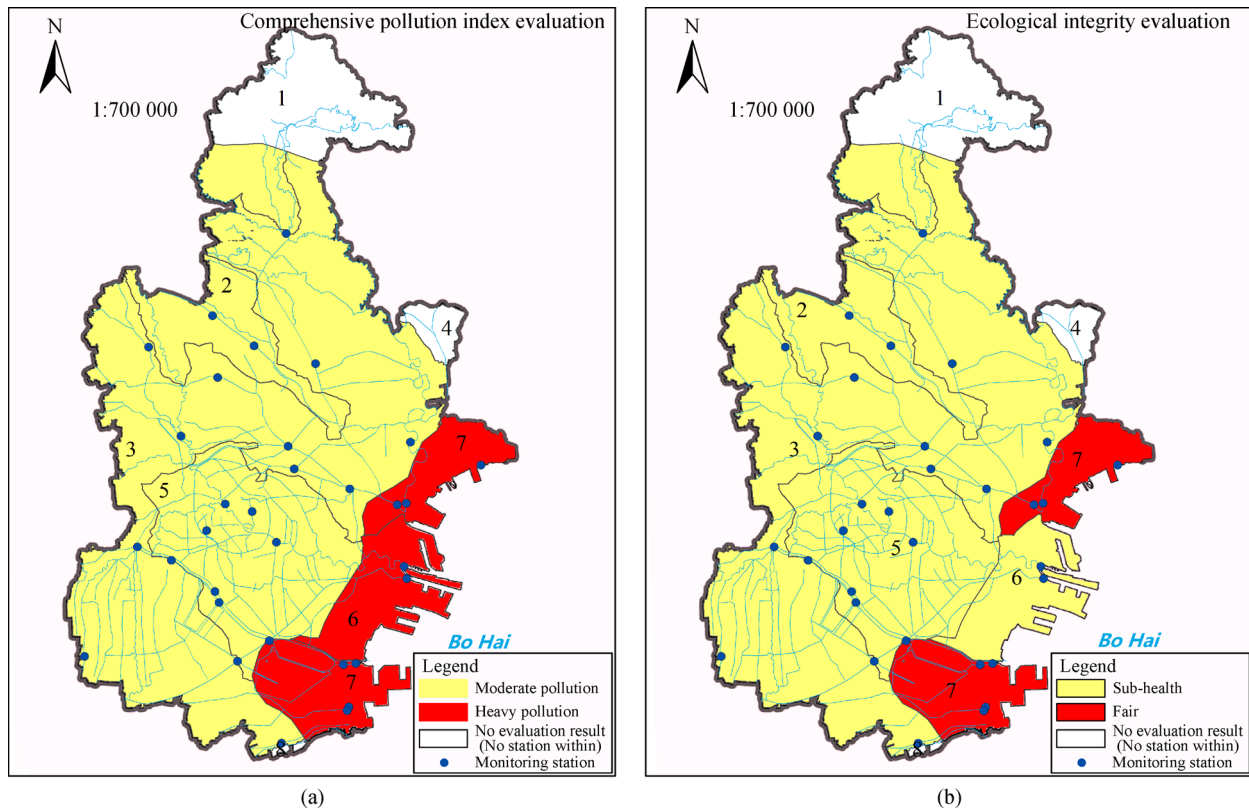 Comprehensive pollution index evaluation
N
1:700 000
1
2
4
3
7
5
6
7
8
Bo Hai
Legend
Moderate pollution
Heavy pollution
No evaluation result
(No station within)
Monitoring station
(a)
Ecological integrity evaluation
N
1:700 000
1
2
4
3
7
5
6
7
8
Bo Hai
Legend
Sub-health
Fair
No evaluation result
(No station within)
Monitoring station
(b)